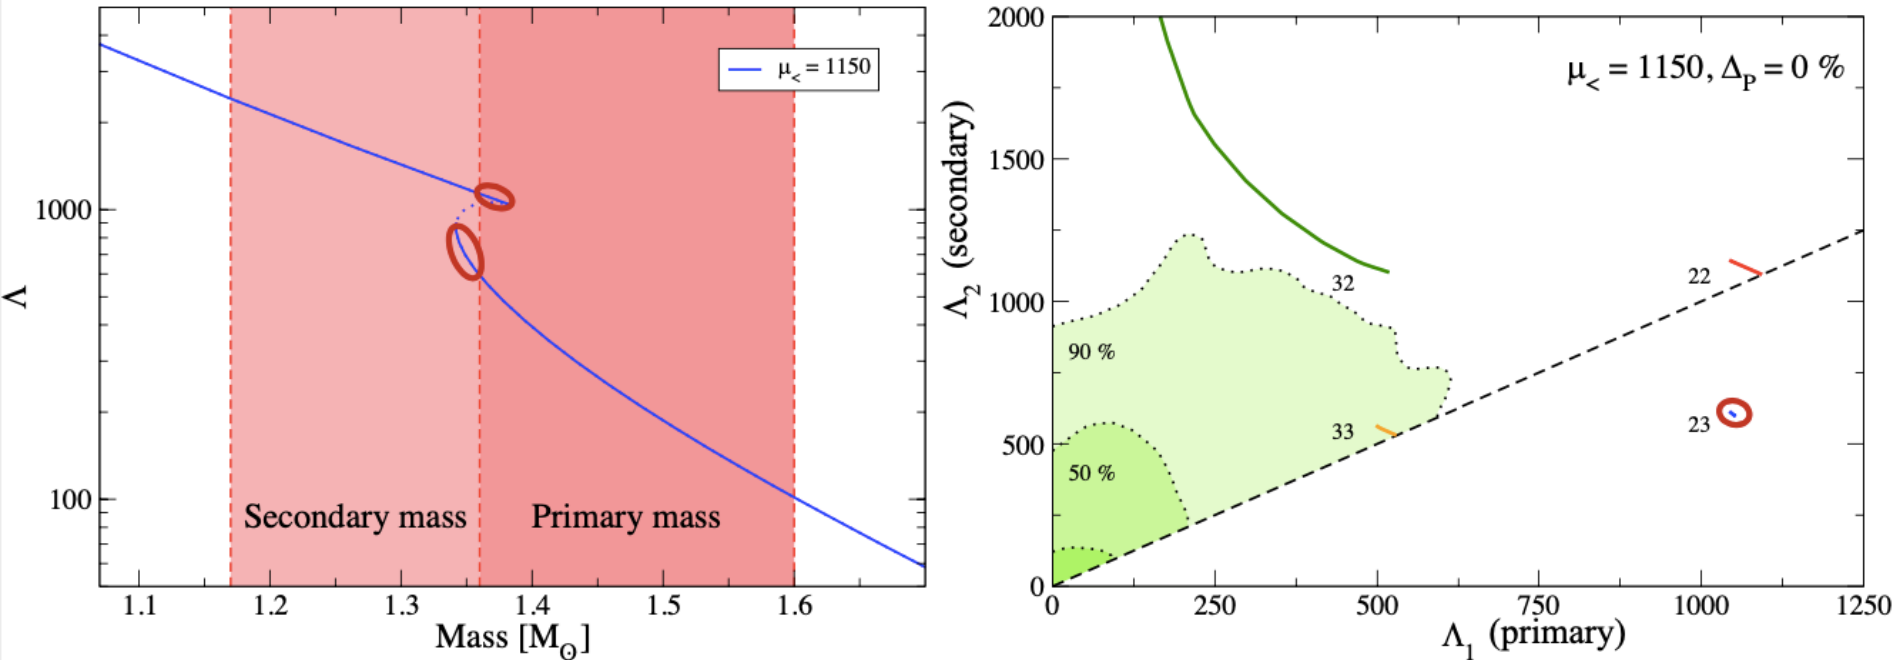 μ< = 1150
1000
100
Λ
Secondary mass
Primary mass
1.1 1.2 1.3 1.4 1.5 1.6
Mass [M⊙]
μ< = 1150, ΔP = 0 %
2000
1500
1000
500
0
Λ2 (secondary)
32
22
90 %
33
23
50 %
0 250 500 750 1000 1250
Λ1 (primary)